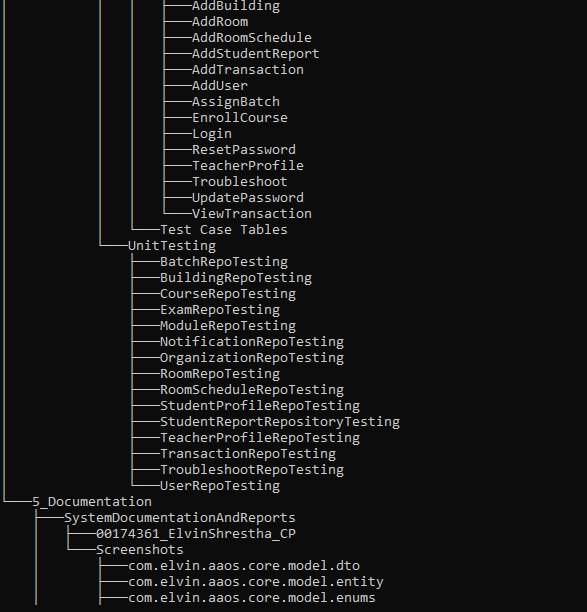 AddBuilding
AddRoom
AddRoomSchedule
AddStudentReport
AddTransaction
AddUser
AssignBatch
EnrollCourse
Login
ResetPassword
TeacherProfile
Troubleshoot
UpdatePassword
ViewTransaction
Test Case Tables
UnitTesting
BatchRepoTesting
BuildingRepoTesting
CourseRepoTesting
ExamRepoTesting
ModuleRepoTesting
NotificationRepoTesting
OrganizationRepoTesting
RoomRepoTesting
RoomScheduleRepoTesting
StudentProfileRepoTesting
StudentReportRepositoryTesting
TeacherProfileRepoTesting
TransactionRepoTesting
TroubleshootRepoTesting
UserRepoTesting
5_Documentation
SystemDocumentationAndReports
00174361_ElvinShrestha_CP
Screenshots
com.elvin.aaos.core.model.dto
com.elvin.aaos.core.model.entity
com.elvin.aaos.core.model.enums